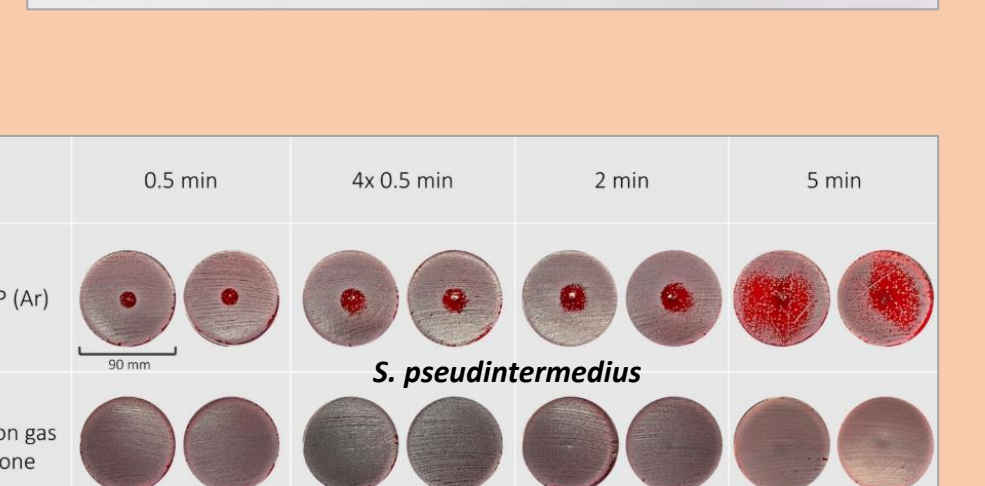 0.5 min 4x 0.5 min 2 min 5 min
P (Ar)
90 mm
S. pseudintermedius
on gas
one